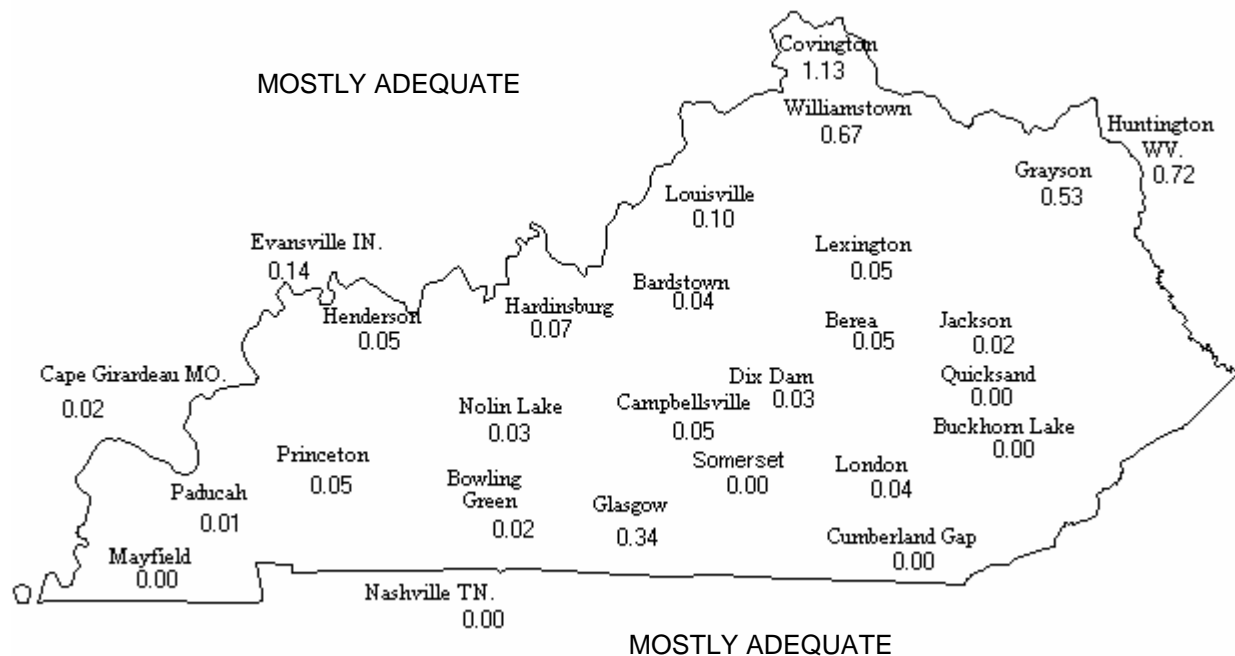 Covington
1.13
MOSTLY ADEQUATE
Williamstown
0.67
Huntington
WV.
0.72
Grayson
0.53
Louisville
0.10
Evansville IN.
0.14
Lexington
0.05
Bardstown
0.04
Hardinsburg
0.07
Henderson
0.05
Berea
0.05
Jackson
0.02
Cape Girardeau MO.
0.02
Dix Dam
0.03
Quicksand
0.00
Nolin Lake
0.03
Campbellsville
0.05
Buckhorn Lake
0.00
Princeton
0.05
Somerset
0.00
London
0.04
Bowling
Green
0.02
Paducah
0.01
Glasgow
0.34
Cumberland Gap
0.00
Mayfield
0.00
Nashville TN.
0.00
MOSTLY ADEQUATE